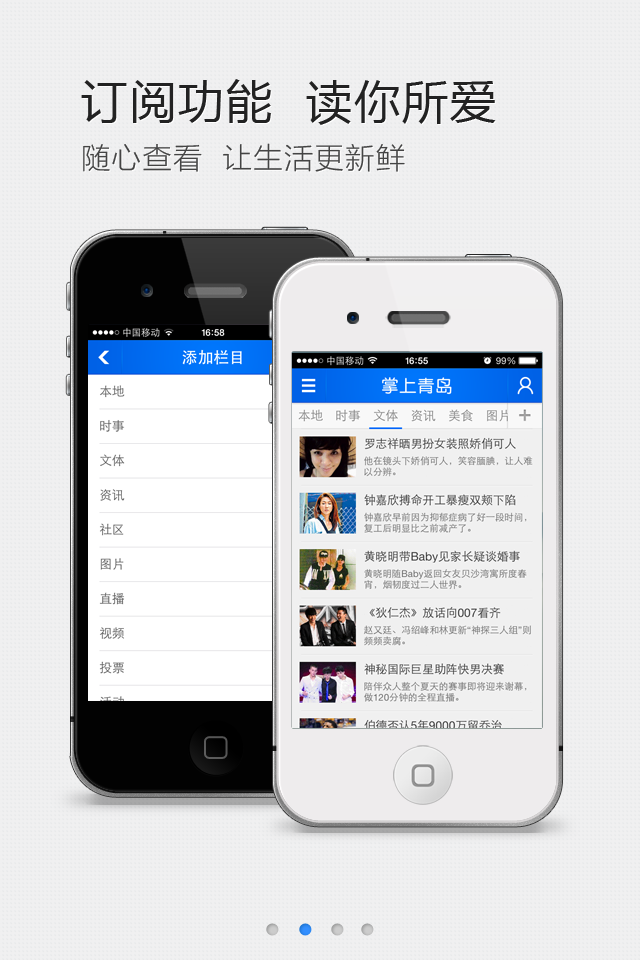 订阅功能 读你所爱
随心查看 让生活更新鲜
中国移动 16:58
添加栏目
本地
时事
文体
资讯
社区
图片
直播
视频
投票
活动
中国移动 16:55 99%
掌上青岛
本地 时事 文体 资讯 美食 图片 +
罗志祥晒男扮女装照娇俏可人
他在镜头下娇俏可人，笑容腼腆，让人难
以分辨。
钟嘉欣搏命开工暴瘦双颊下陷
钟嘉欣早前因为抑郁症病了好一段时间，
复工后明显比之前减产了。
黄晓明带Baby见家长疑谈婚事
黄晓明随Baby返回女友贝沙湾寓所度春
宵，烟韧度过二人世界。
《狄仁杰》放话向007看齐
赵又廷、冯绍峰和林更新“神探三人组”则
频频卖腐。
神秘国际巨星助阵快男决赛
陪伴众人整个夏天的赛事即将迎来谢幕，
做120分钟的全程直播。
伯德否认5年9000万留乔治